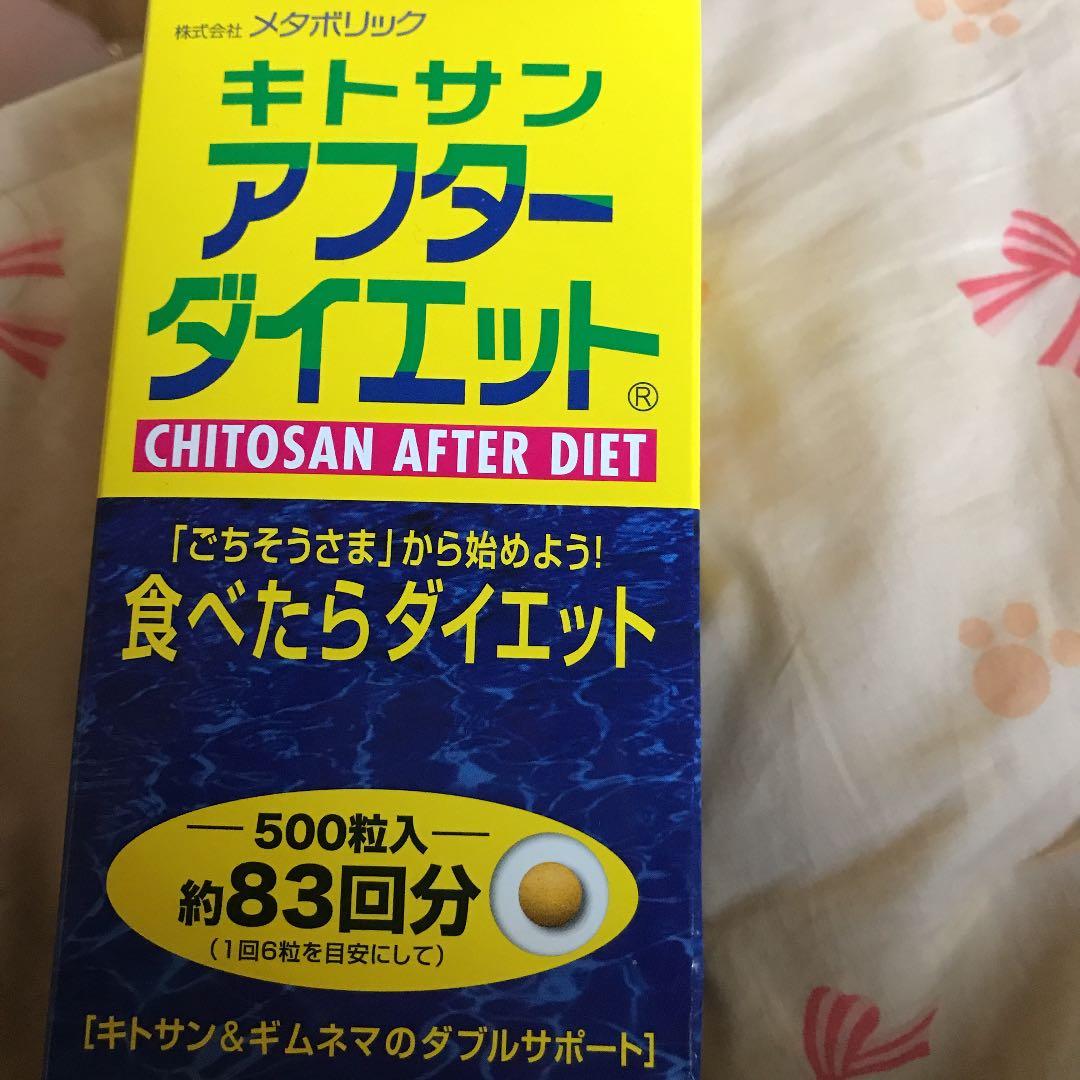 株式会社 メタボリック
キトサン
アフター
ダイエット®
CHITOSAN AFTER DIET
「ごちそうさま」から始めよう!
食べたらダイエット
500粒入
約83回分
(1回6粒を目安にして)
[キトサン&ギムネマのダブルサポート]